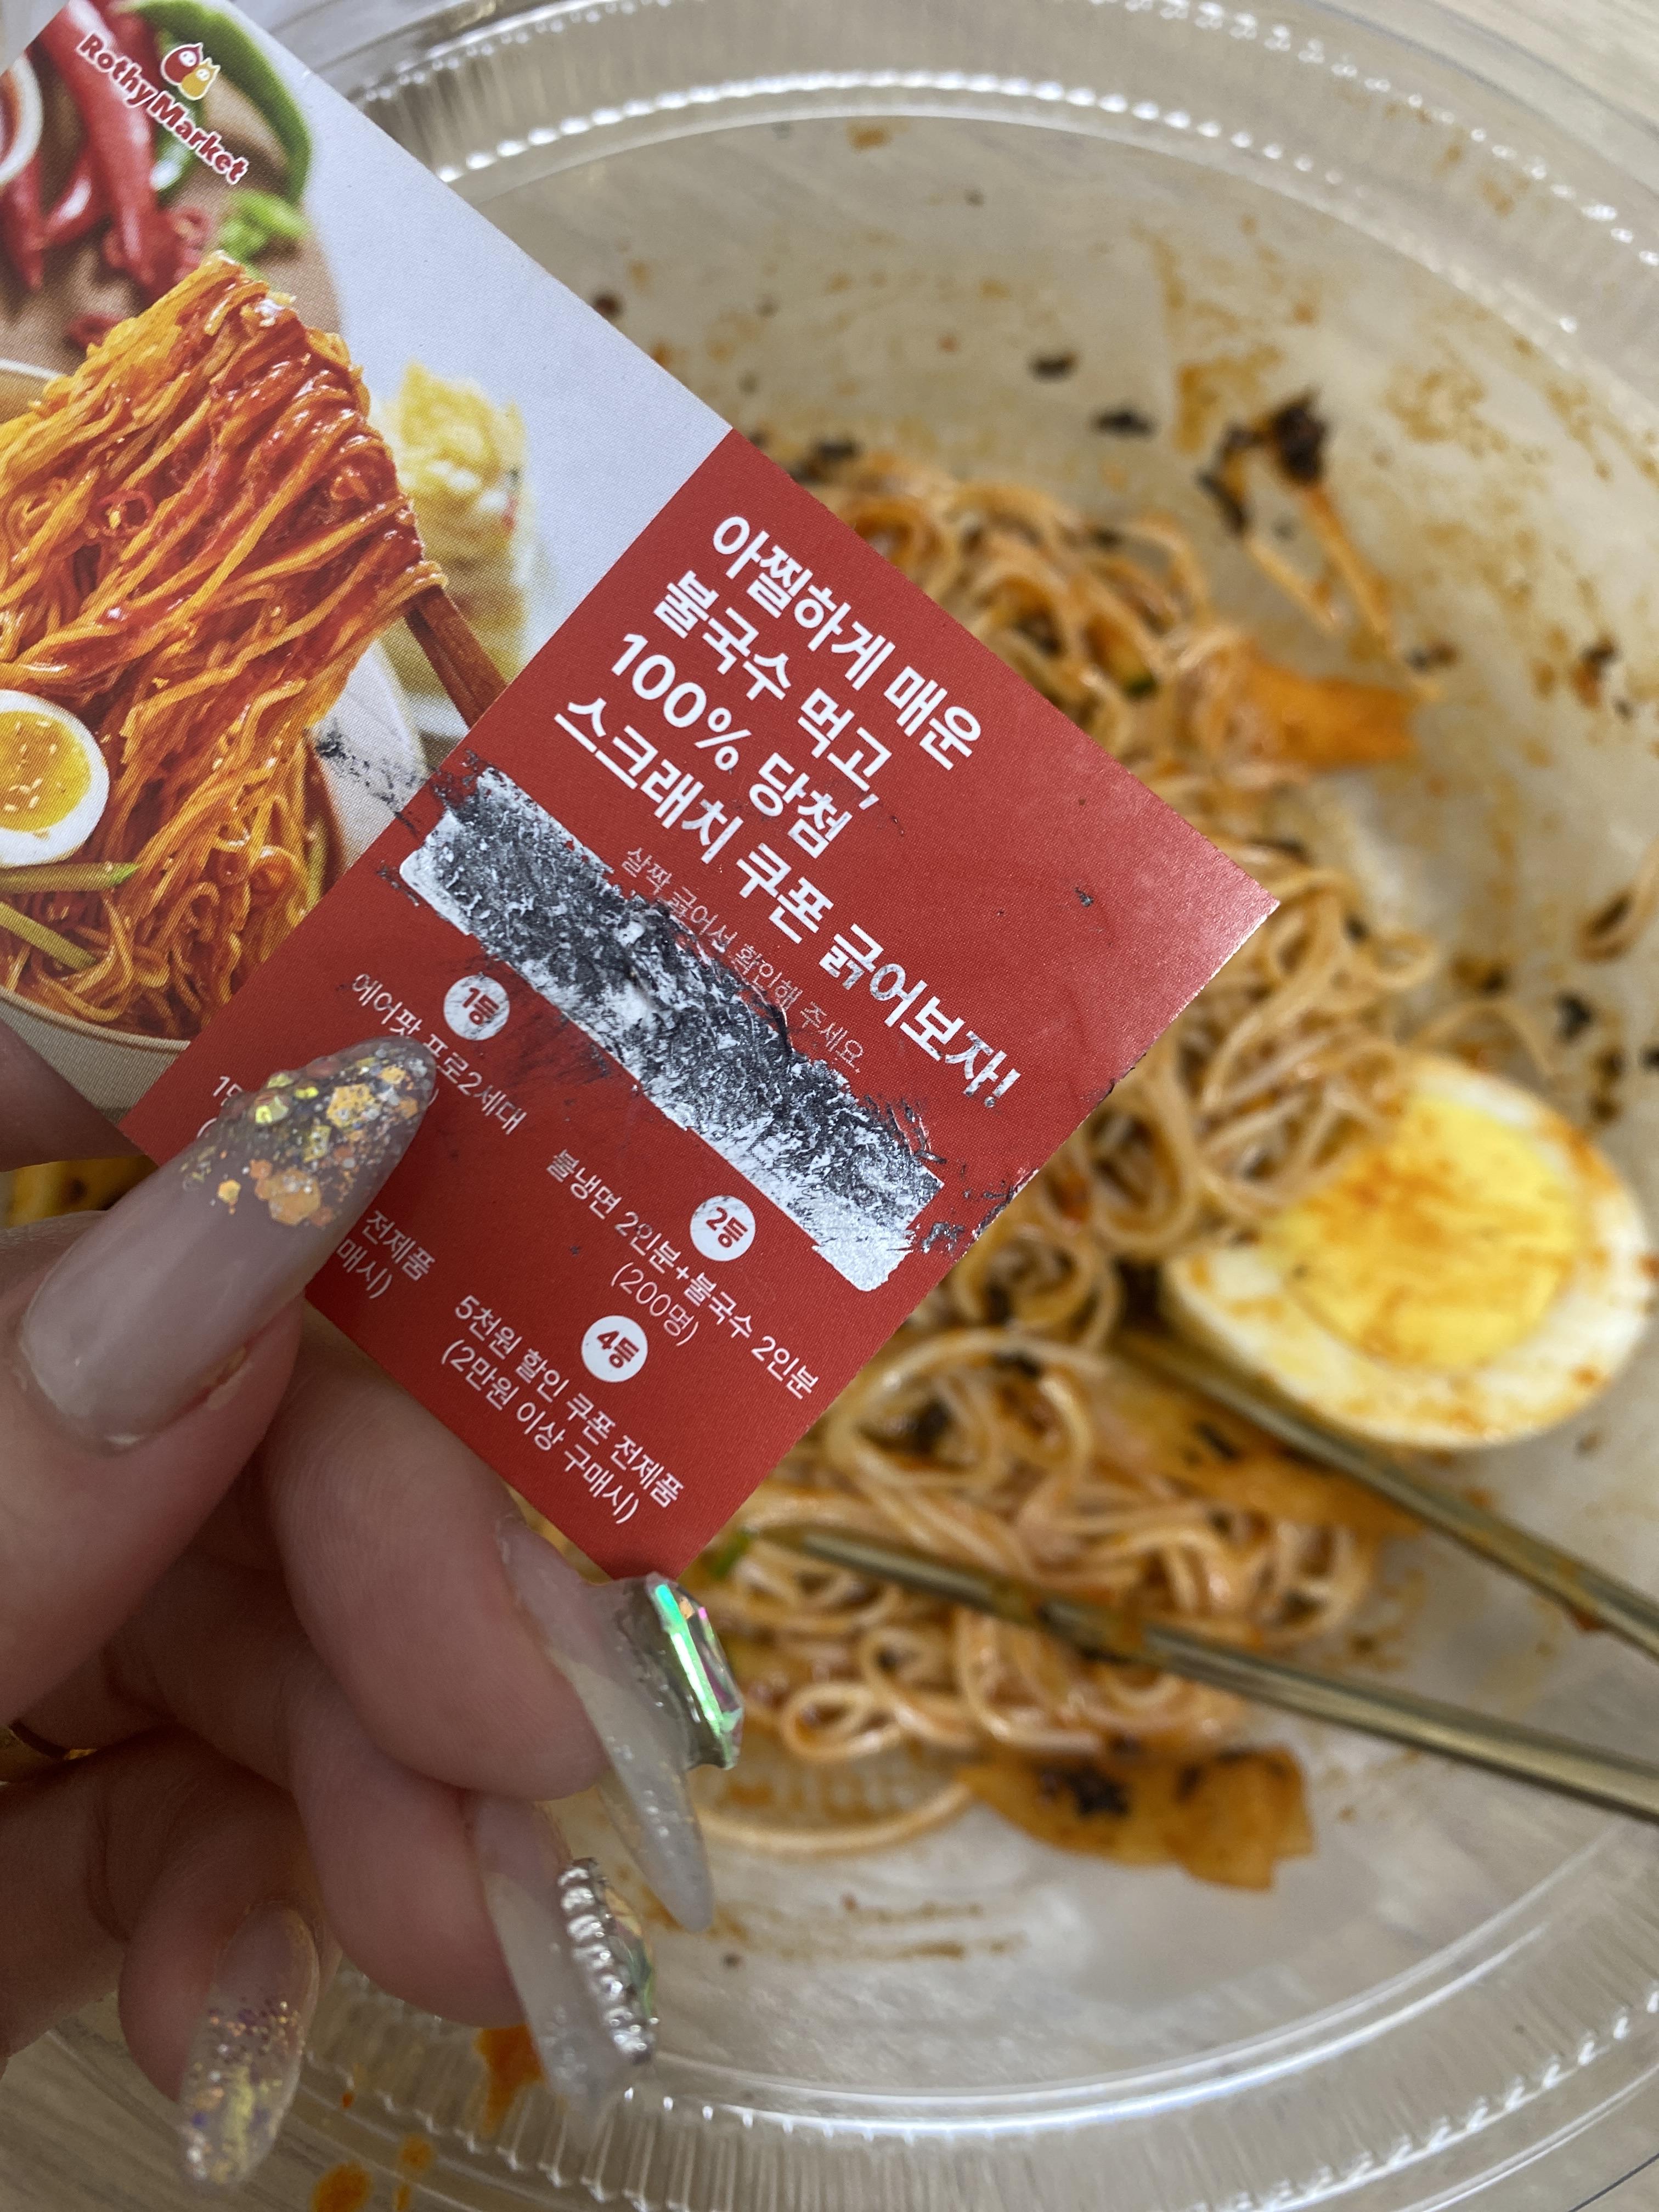 Rothy Market
아찔하게 매운
불국수 먹고,
100% 당첨
스크래치 쿠폰 긁어보자!
살짝 긁어서 확인해 주세요.
1등
에어팟 프로2세대
2등
불냉면 2인분+불국수 2인분
(200명)
전제품
매시)
4등
5천원 할인 쿠폰 전제품
(2만원 이상 구매시)